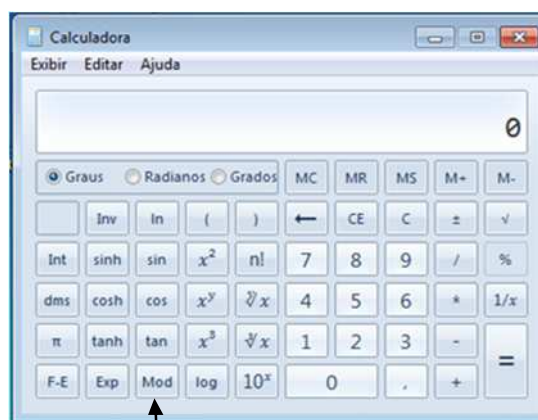 Calculadora
Exibir Editar Ajuda
0
Graus Radianos Grados MC MR MS M+ M-
Inv ln ( ) ← CE C ± √
Int sinh sin x² n! 7 8 9 / %
dms cosh cos xʸ ʸ√x 4 5 6 * 1/x
π tanh tan x³ ³√x 1 2 3 - =
F-E Exp Mod log 10ˣ 0 , +